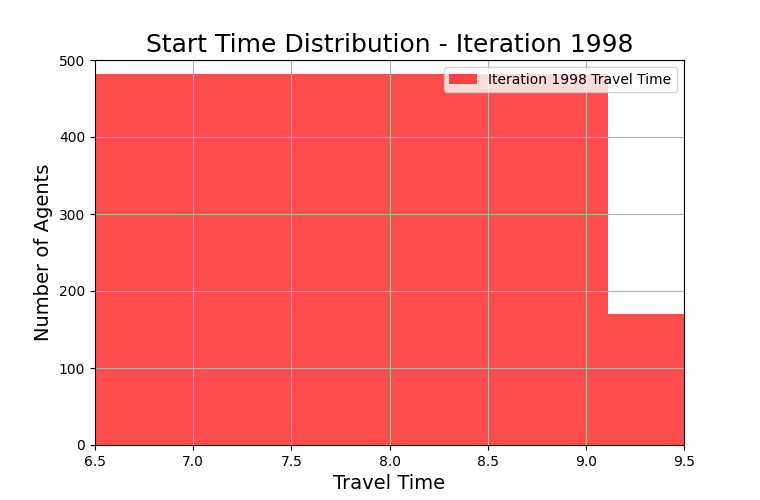 Start Time Distribution - Iteration 1998
Iteration 1998 Travel Time
Number of Agents
500
400
300
200
100
0
6.5 7.0 7.5 8.0 8.5 9.0 9.5
Travel Time